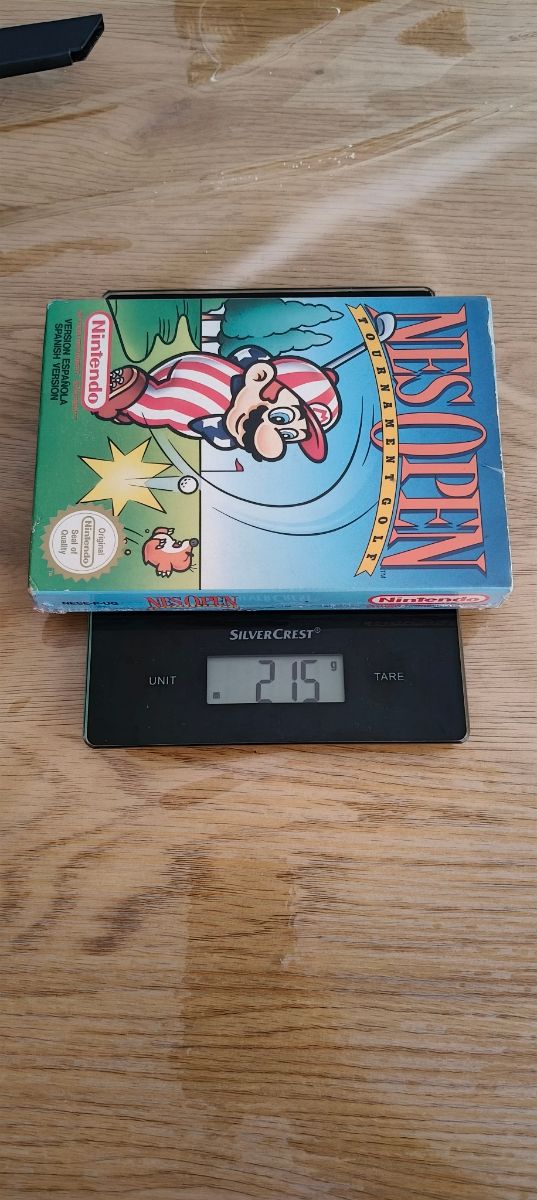 NES OPEN
TOURNAMENT GOLF
TM
Nintendo
VERSION ESPAÑOLA
SPANISH VERSION
Original
Nintendo
Seal of
Quality
NES OPEN
Nintendo
SILVERCREST®
UNIT
215 g
TARE